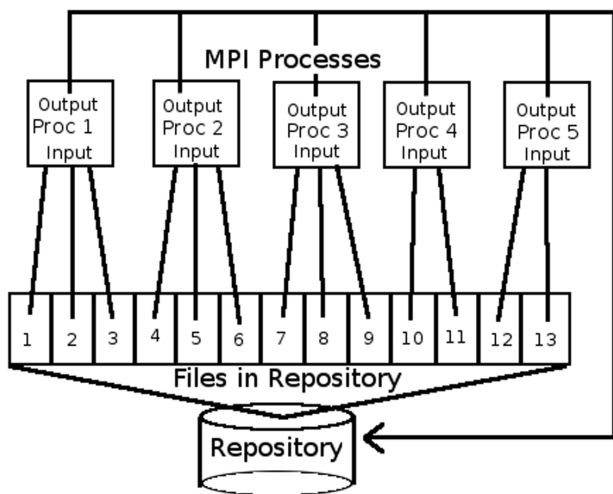 MPI Processes
Output
Proc 1
Input
Output
Proc 2
Input
Output
Proc 3
Input
Output
Proc 4
Input
Output
Proc 5
Input
1 2 3 4 5 6 7 8 9 10 11 12 13
Files in Repository
Repository